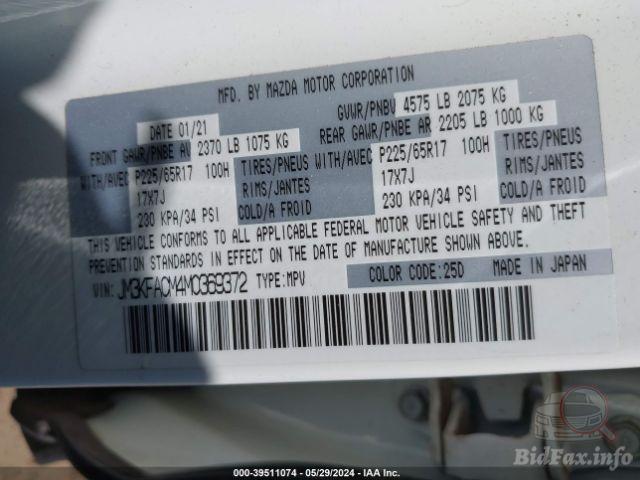 MFD. BY MAZDA MOTOR CORPORATION
DATE 01/21 GVWR/PNBV 4575 LB 2075 KG
FRONT GAWR/PNBE AV 2370 LB 1075 KG REAR GAWR/PNBE AR 2205 LB 1000 KG
WITH/AVEC P225/65R17 100H TIRES/PNEUS WITH/AVEC P225/65R17 100H TIRES/PNEUS
17X7J RIMS/JANTES 17X7J RIMS/JANTES
230 KPA/34 PSI COLD/A FROID 230 KPA/34 PSI COLD/A FROID
THIS VEHICLE CONFORMS TO ALL APPLICABLE FEDERAL MOTOR VEHICLE SAFETY AND THEFT
PREVENTION STANDARDS IN EFFECT ON THE DATE OF MANUFACTURE SHOWN ABOVE.
VIN: JM3KFACM4M0369372 TYPE:MPV COLOR CODE:25D MADE IN JAPAN
000-39511074 - 05/29/2024 - IAA Inc.
BidFax.info